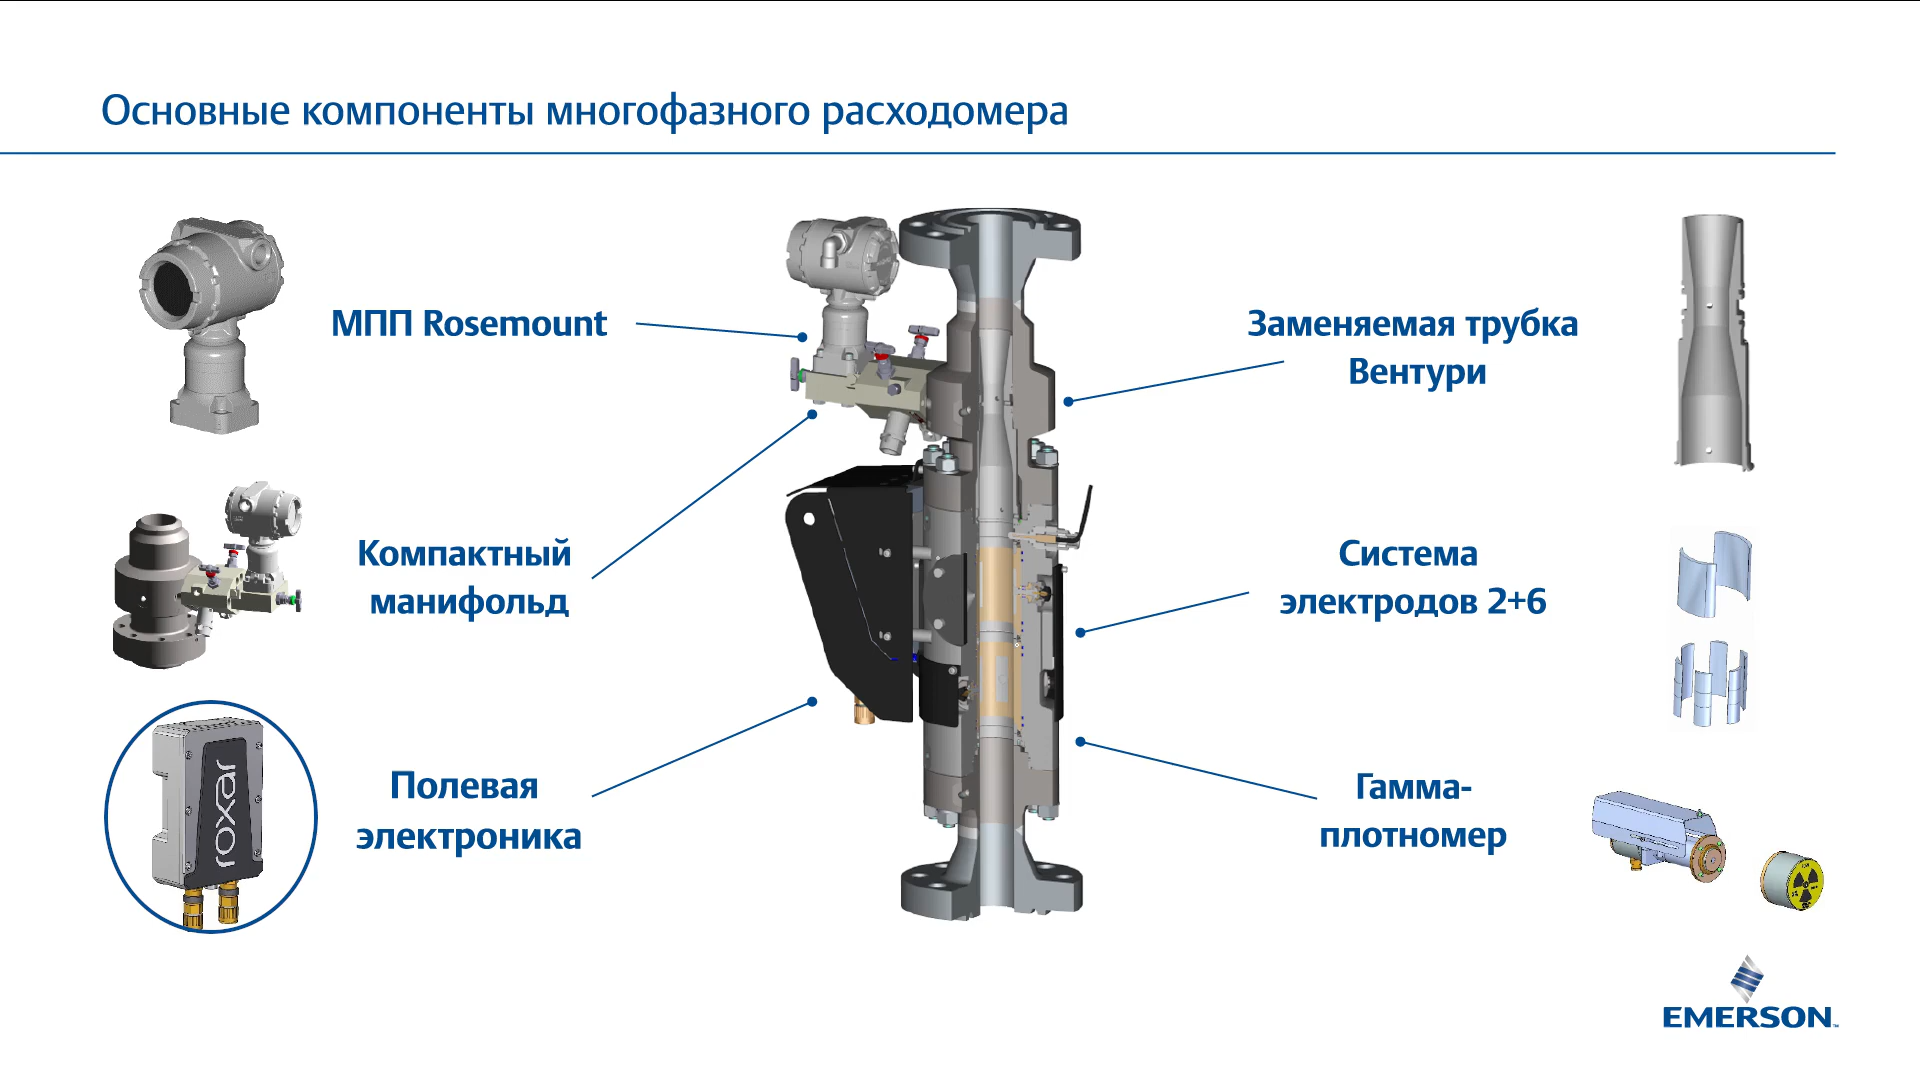 Основные компоненты многофазного расходомера
МПП Rosemount
Заменяемая трубка
Вентури
Компактный
манифольд
Система
электродов 2+6
Полевая
электроника
roxar
Гамма-
плотномер
EMERSON™